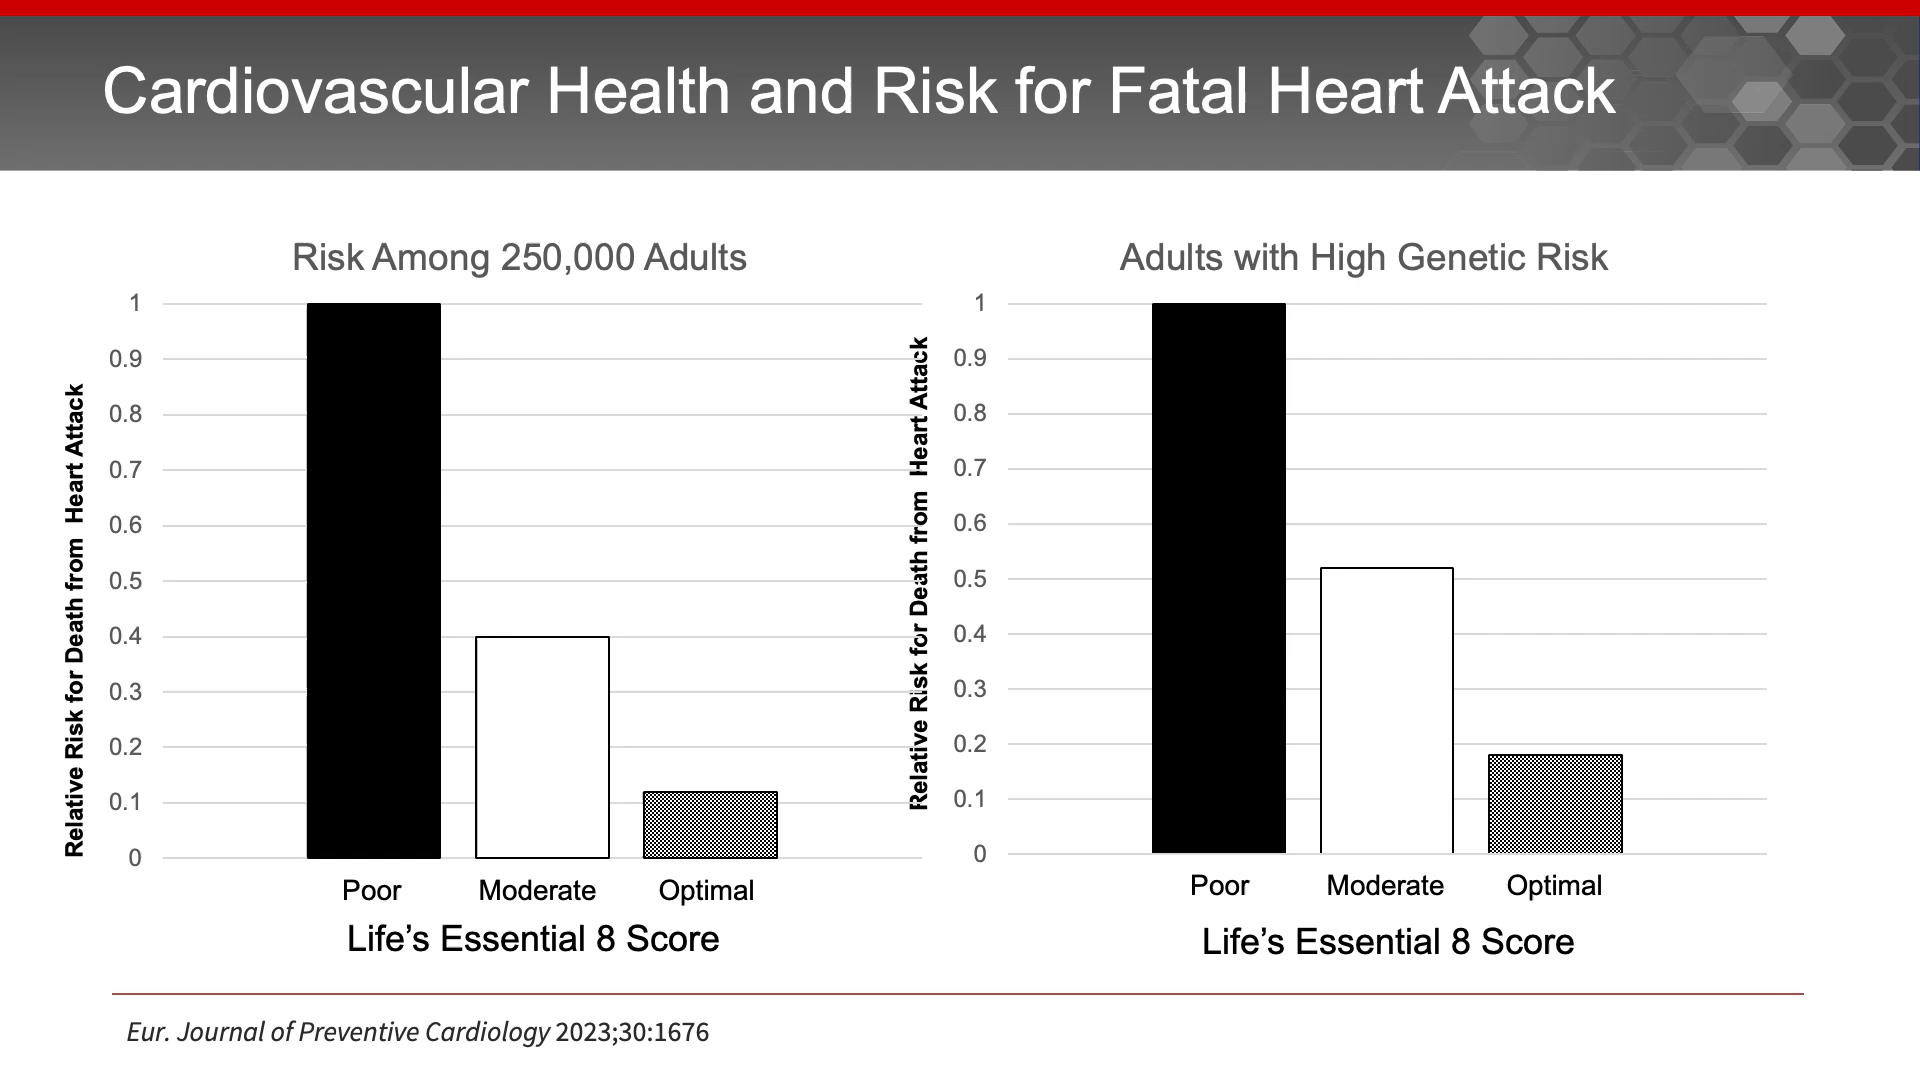 Cardiovascular Health and Risk for Fatal Heart Attack
Risk Among 250,000 Adults
Relative Risk for Death from Heart Attack
1
0.9
0.8
0.7
0.6
0.5
0.4
0.3
0.2
0.1
0
Poor Moderate Optimal
Life’s Essential 8 Score
Adults with High Genetic Risk
Relative Risk for Death from Heart Attack
1
0.9
0.8
0.7
0.6
0.5
0.4
0.3
0.2
0.1
0
Poor Moderate Optimal
Life’s Essential 8 Score
Eur. Journal of Preventive Cardiology 2023;30:1676